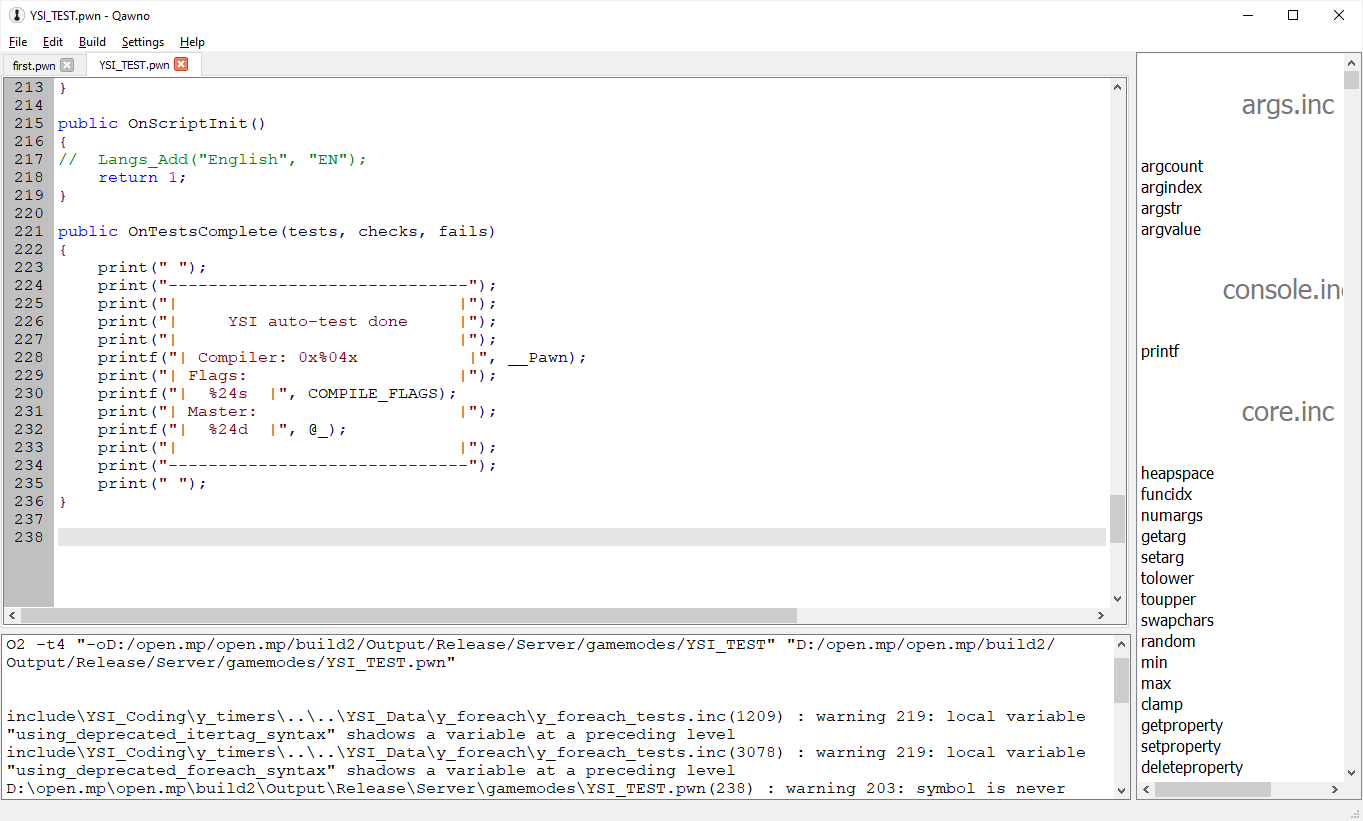 YSI_TEST.pwn - Qawno
File Edit Build Settings Help
first.pwn YSI_TEST.pwn
213 }
214
215 public OnScriptInit()
216 {
217 //  Langs_Add("English", "EN");
218     return 1;
219 }
220
221 public OnTestsComplete(tests, checks, fails)
222 {
223     print(" ");
224     print("------------------------------");
225     print("|                            |");
226     print("|     YSI auto-test done     |");
227     print("|                            |");
228     printf("| Compiler: 0x%04x           |", __Pawn);
229     print("| Flags:                     |");
230     printf("|  %24s  |", COMPILE_FLAGS);
231     print("| Master:                    |");
232     printf("|  %24d  |", @_);
233     print("|                            |");
234     print("------------------------------");
235     print(" ");
236 }
237
238
O2 -t4 "-oD:/open.mp/open.mp/build2/Output/Release/Server/gamemodes/YSI_TEST" "D:/open.mp/open.mp/build2/
Output/Release/Server/gamemodes/YSI_TEST.pwn"
include\YSI_Coding\y_timers\..\..\YSI_Data\y_foreach\y_foreach_tests.inc(1209) : warning 219: local variable
"using_deprecated_itertag_syntax" shadows a variable at a preceding level
include\YSI_Coding\y_timers\..\..\YSI_Data\y_foreach\y_foreach_tests.inc(3078) : warning 219: local variable
"using_deprecated_foreach_syntax" shadows a variable at a preceding level
D:\open.mp\open.mp\build2\Output\Release\Server\gamemodes\YSI_TEST.pwn(238) : warning 203: symbol is never
args.inc
argcount
argindex
argstr
argvalue
console.inc
printf
core.inc
heapspace
funcidx
numargs
getarg
setarg
tolower
toupper
swapchars
random
min
max
clamp
getproperty
setproperty
deleteproperty